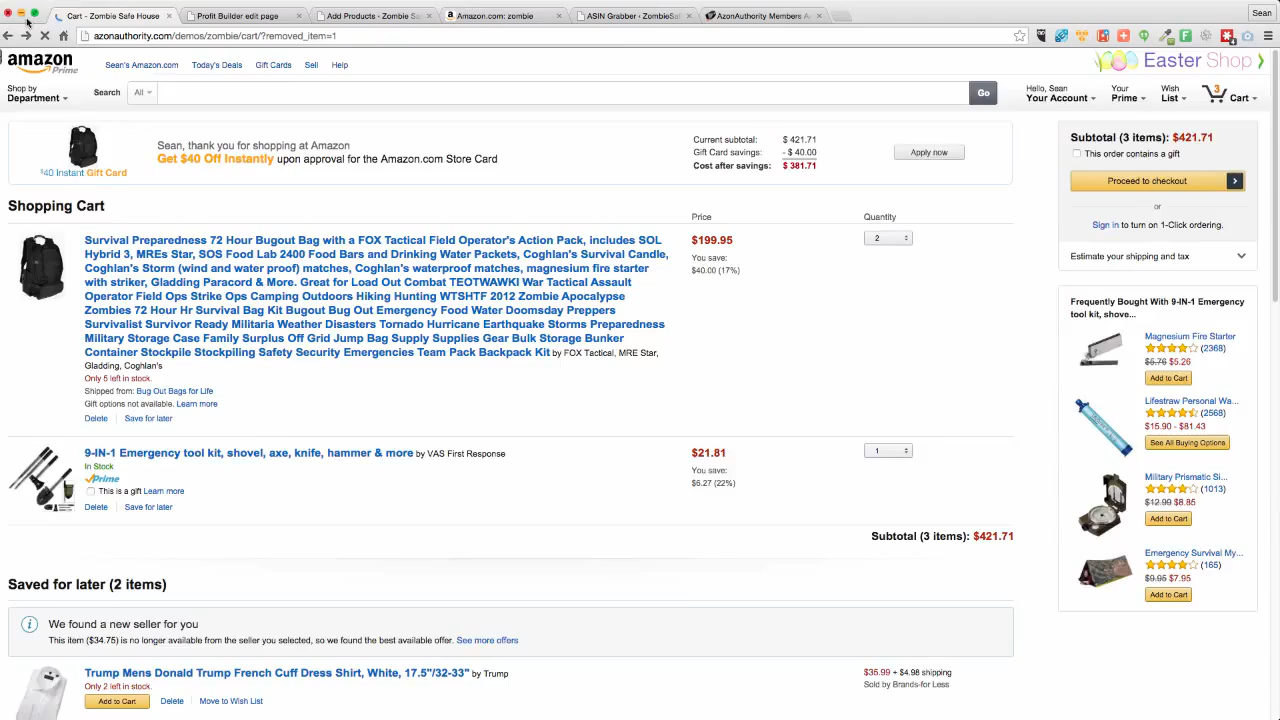 Cart - Zombie Safe House
Profit Builder edit page
Add Products - Zombie Sa
Amazon.com: zombie
ASIN Grabber - ZombieSaf
AzonAuthority Members A
Sean
azonauthority.com/demos/zombie/cart/?removed_item=1
amazon
Prime
Sean's Amazon.com
Today's Deals
Gift Cards
Sell
Help
Easter Shop
Shop by
Department
Search
All
Go
Hello, Sean
Your Account
Your
Prime
Wish
List
3
Cart
$40 Instant Gift Card
Sean, thank you for shopping at Amazon
Get $40 Off Instantly upon approval for the Amazon.com Store Card
Current subtotal: $ 421.71
Gift Card savings: - $ 40.00
Cost after savings: $ 381.71
Apply now
Subtotal (3 items): $421.71
This order contains a gift
Proceed to checkout
or
Sign in to turn on 1-Click ordering.
Estimate your shipping and tax
Shopping Cart
Price
Quantity
Survival Preparedness 72 Hour Bugout Bag with a FOX Tactical Field Operator's Action Pack, includes SOL
Hybrid 3, MREs Star, SOS Food Lab 2400 Food Bars and Drinking Water Packets, Coghlan's Survival Candle,
Coghlan's Storm (wind and water proof) matches, Coghlan's waterproof matches, magnesium fire starter
with striker, Gladding Paracord & More. Great for Load Out Combat TEOTWAWKI War Tactical Assault
Operator Field Ops Strike Ops Camping Outdoors Hiking Hunting WTSHTF 2012 Zombie Apocalypse
Zombies 72 Hour Hr Survival Bag Kit Bugout Bug Out Emergency Food Water Doomsday Preppers
Survivalist Survivor Ready Militaria Weather Disasters Tornado Hurricane Earthquake Storms Preparedness
Military Storage Case Family Surplus Off Grid Jump Bag Supply Supplies Gear Bulk Storage Bunker
Container Stockpile Stockpiling Safety Security Emergencies Team Pack Backpack Kit by FOX Tactical, MRE Star,
Gladding, Coghlan's
Only 5 left in stock.
Shipped from: Bug Out Bags for Life
Gift options not available. Learn more
Delete
Save for later
$199.95
You save:
$40.00 (17%)
2
9-IN-1 Emergency tool kit, shovel, axe, knife, hammer & more by VAS First Response
In Stock
Prime
This is a gift Learn more
Delete
Save for later
$21.81
You save:
$6.27 (22%)
1
Subtotal (3 items): $421.71
Frequently Bought With 9-IN-1 Emergency
tool kit, shove...
Magnesium Fire Starter
(2368)
$5.76 $5.26
Add to Cart
Lifestraw Personal Wa...
(2568)
$15.90 - $81.43
See All Buying Options
Military Prismatic Si...
(1013)
$12.99 $8.85
Add to Cart
Emergency Survival My...
(165)
$9.95 $7.95
Add to Cart
Saved for later (2 items)
We found a new seller for you
This item ($34.75) is no longer available from the seller you selected, so we found the best available offer. See more offers
Trump Mens Donald Trump French Cuff Dress Shirt, White, 17.5"/32-33" by Trump
Only 2 left in stock.
Add to Cart
Delete
Move to Wish List
$35.99 + $4.98 shipping
Sold by Brands-for Less